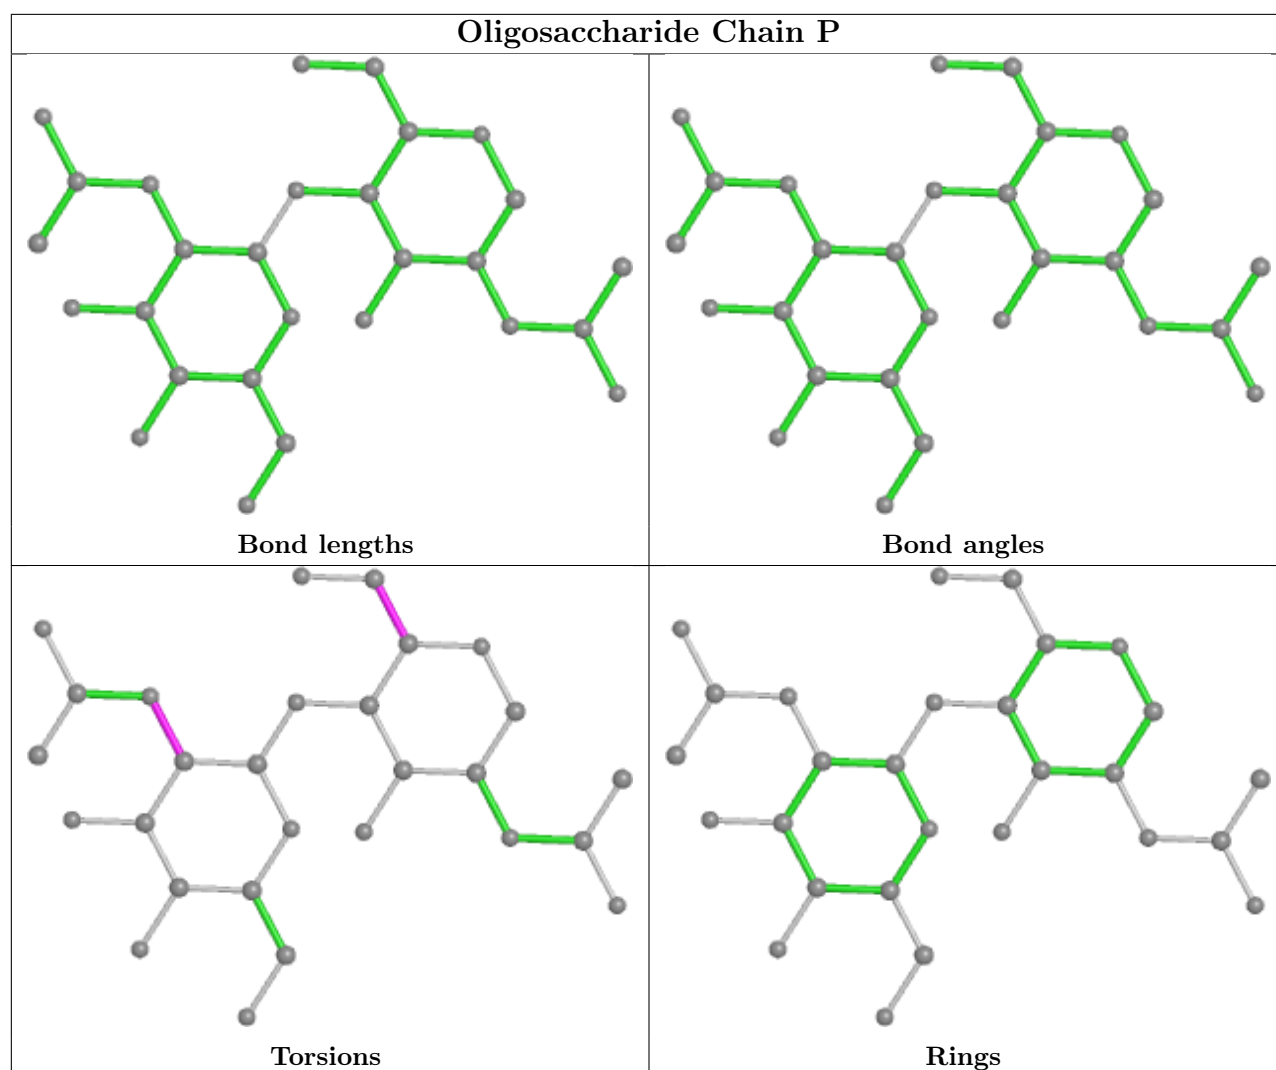 Oligosaccharide Chain P
Bond lengths
Bond angles
Torsions
Rings